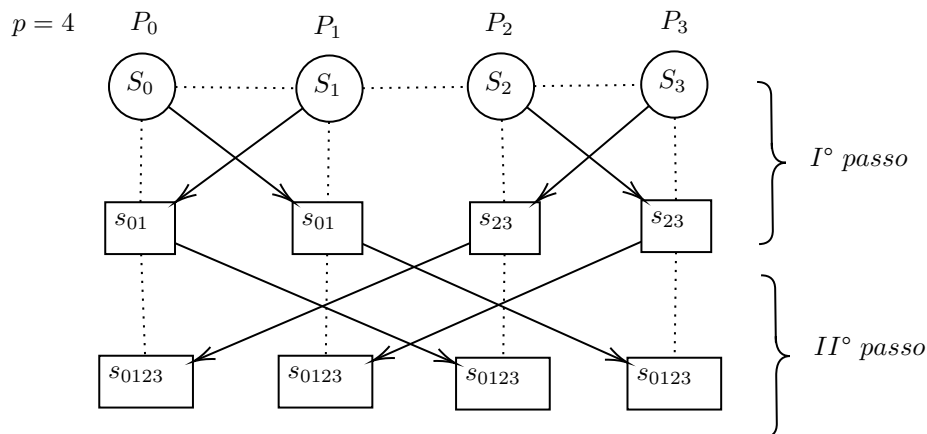 p = 4 P₀ P₁ P₂ P₃
S₀ S₁ S₂ S₃
I° passo
s₀₁ s₀₁ s₂₃ s₂₃
II° passo
s₀₁₂₃ s₀₁₂₃ s₀₁₂₃ s₀₁₂₃